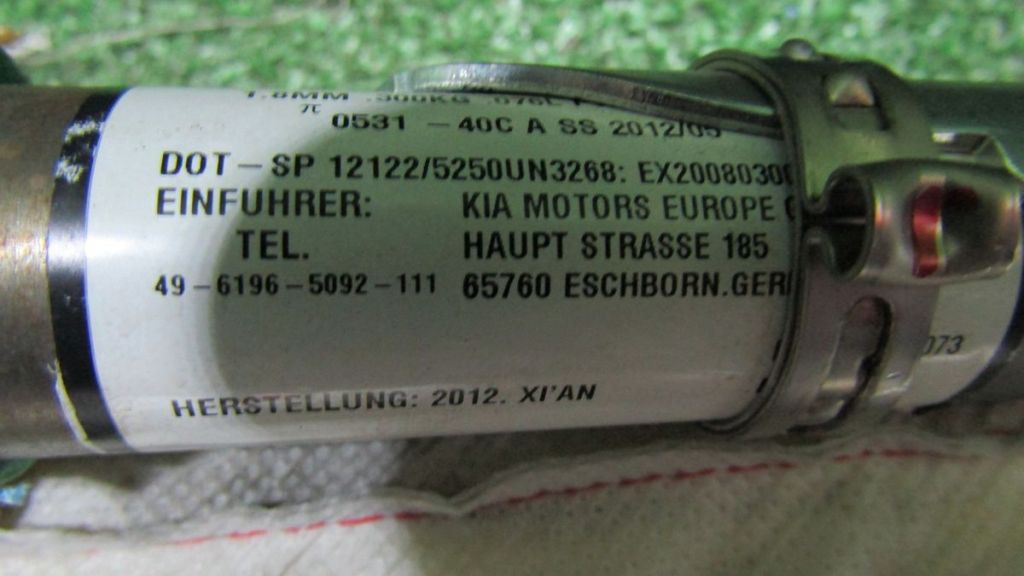 π 0531 - 40C A SS 2012/05
DOT - SP 12122/5250UN3268: EX2008030
EINFUHRER: KIA MOTORS EUROPE
TEL. HAUPT STRASSE 185
49-6196-5092-111 65760 ESCHBORN.GER
HERSTELLUNG: 2012. XI'AN
073